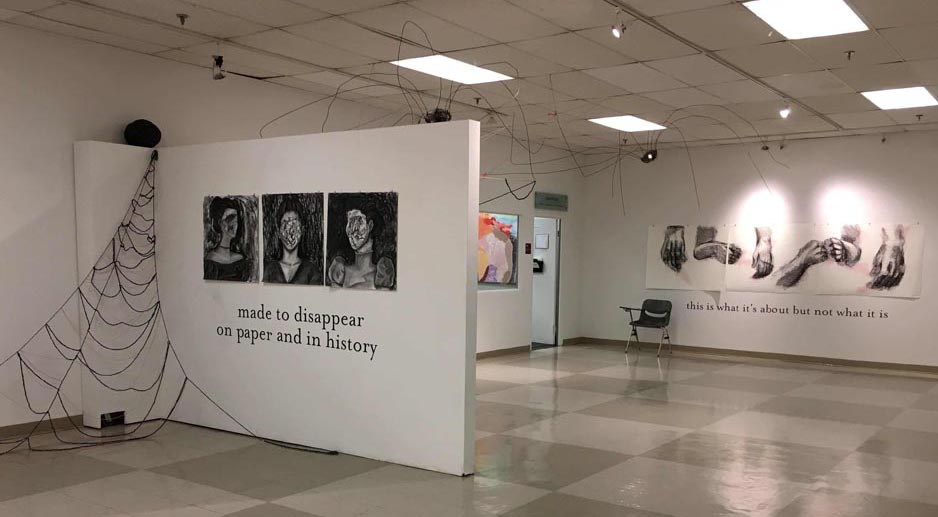 made to disappear
on paper and in history
this is what it's about but not what it is